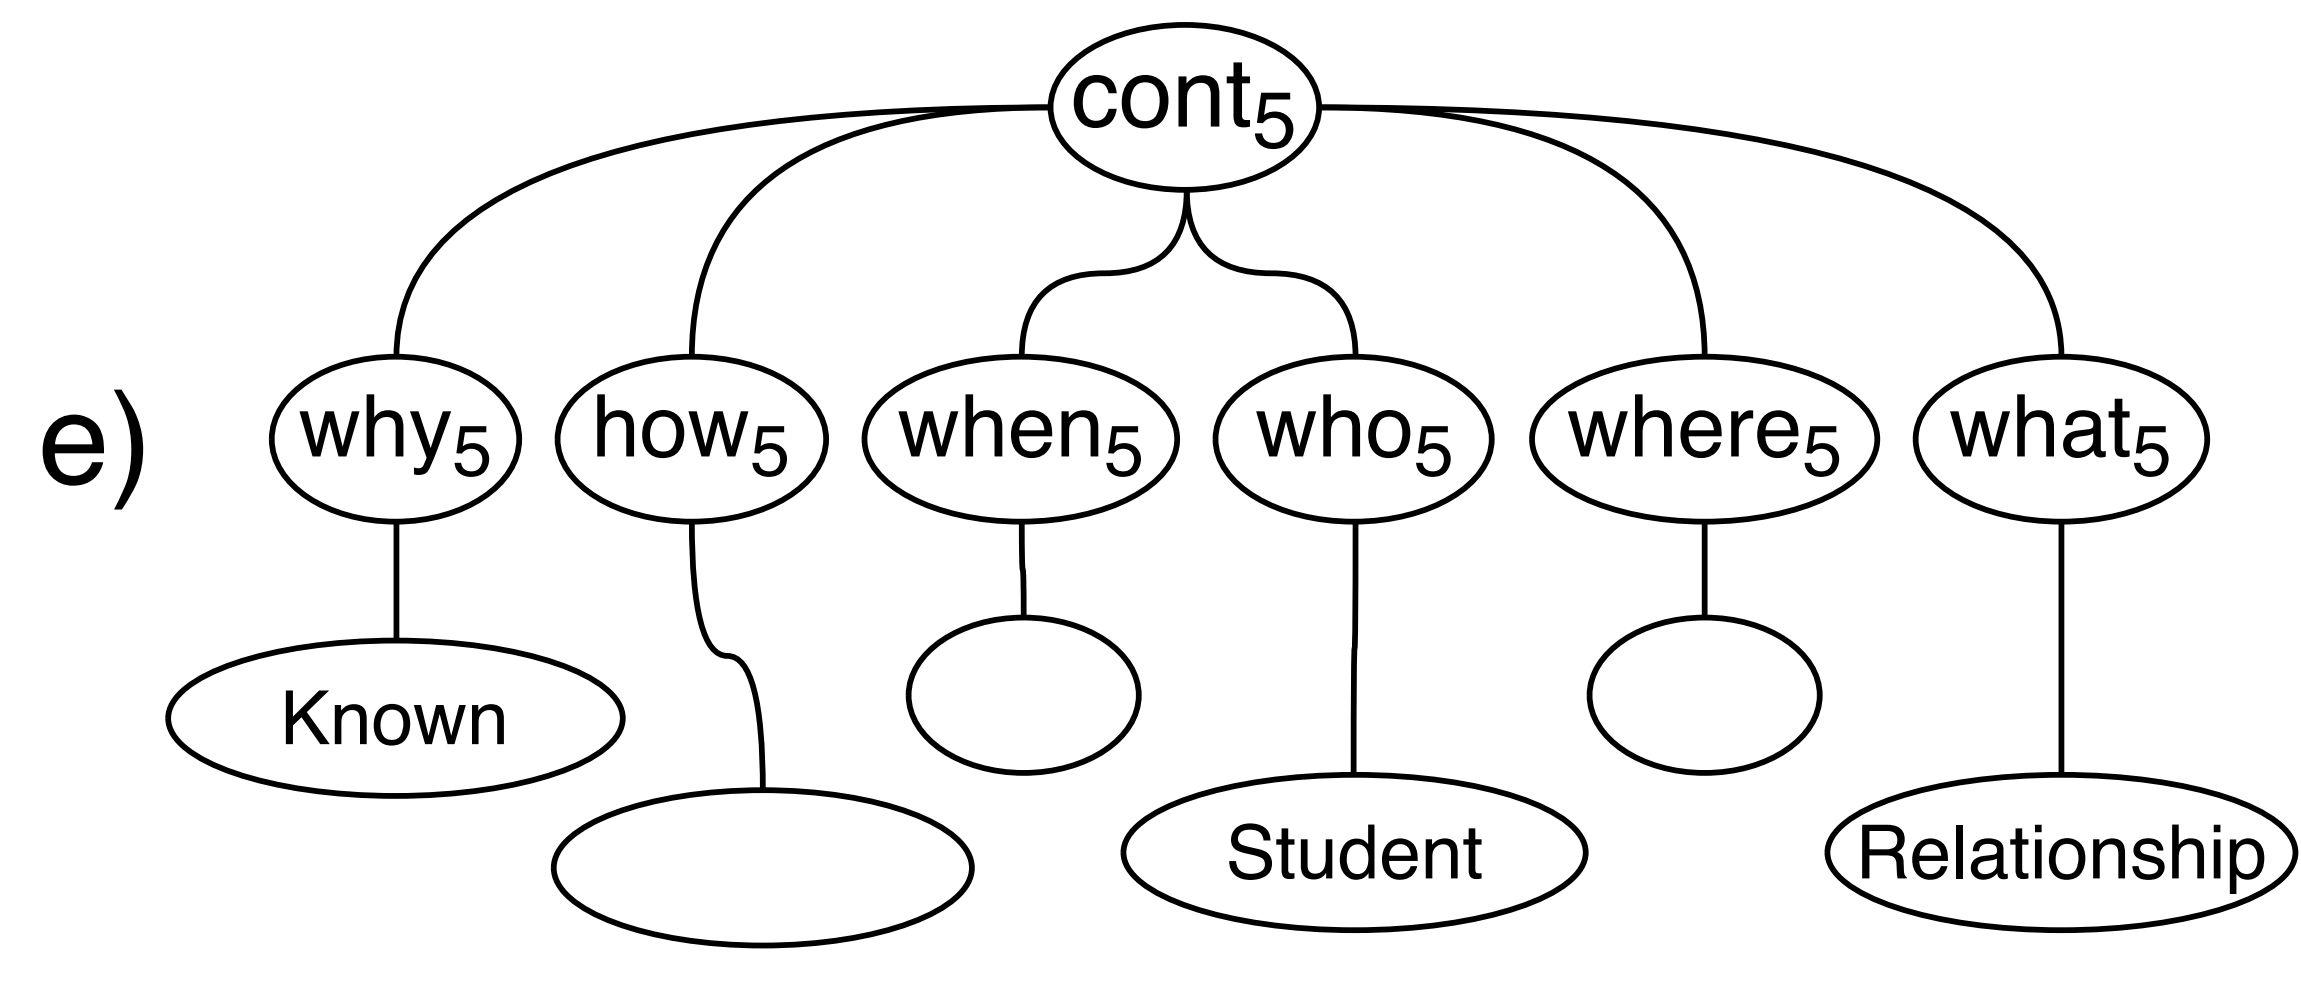 cont₅
e)
why₅ how₅ when₅ who₅ where₅ what₅
Known
Student
Relationship